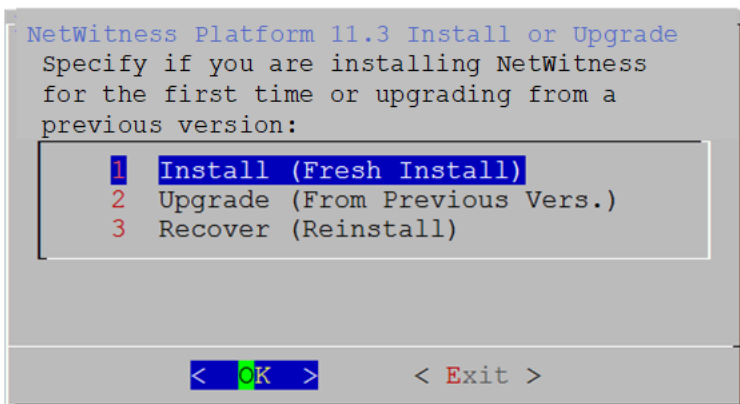 NetWitness Platform 11.3 Install or Upgrade
Specify if you are installing NetWitness
for the first time or upgrading from a
previous version:
1 Install (Fresh Install)
2 Upgrade (From Previous Vers.)
3 Recover (Reinstall)
< OK > < Exit >